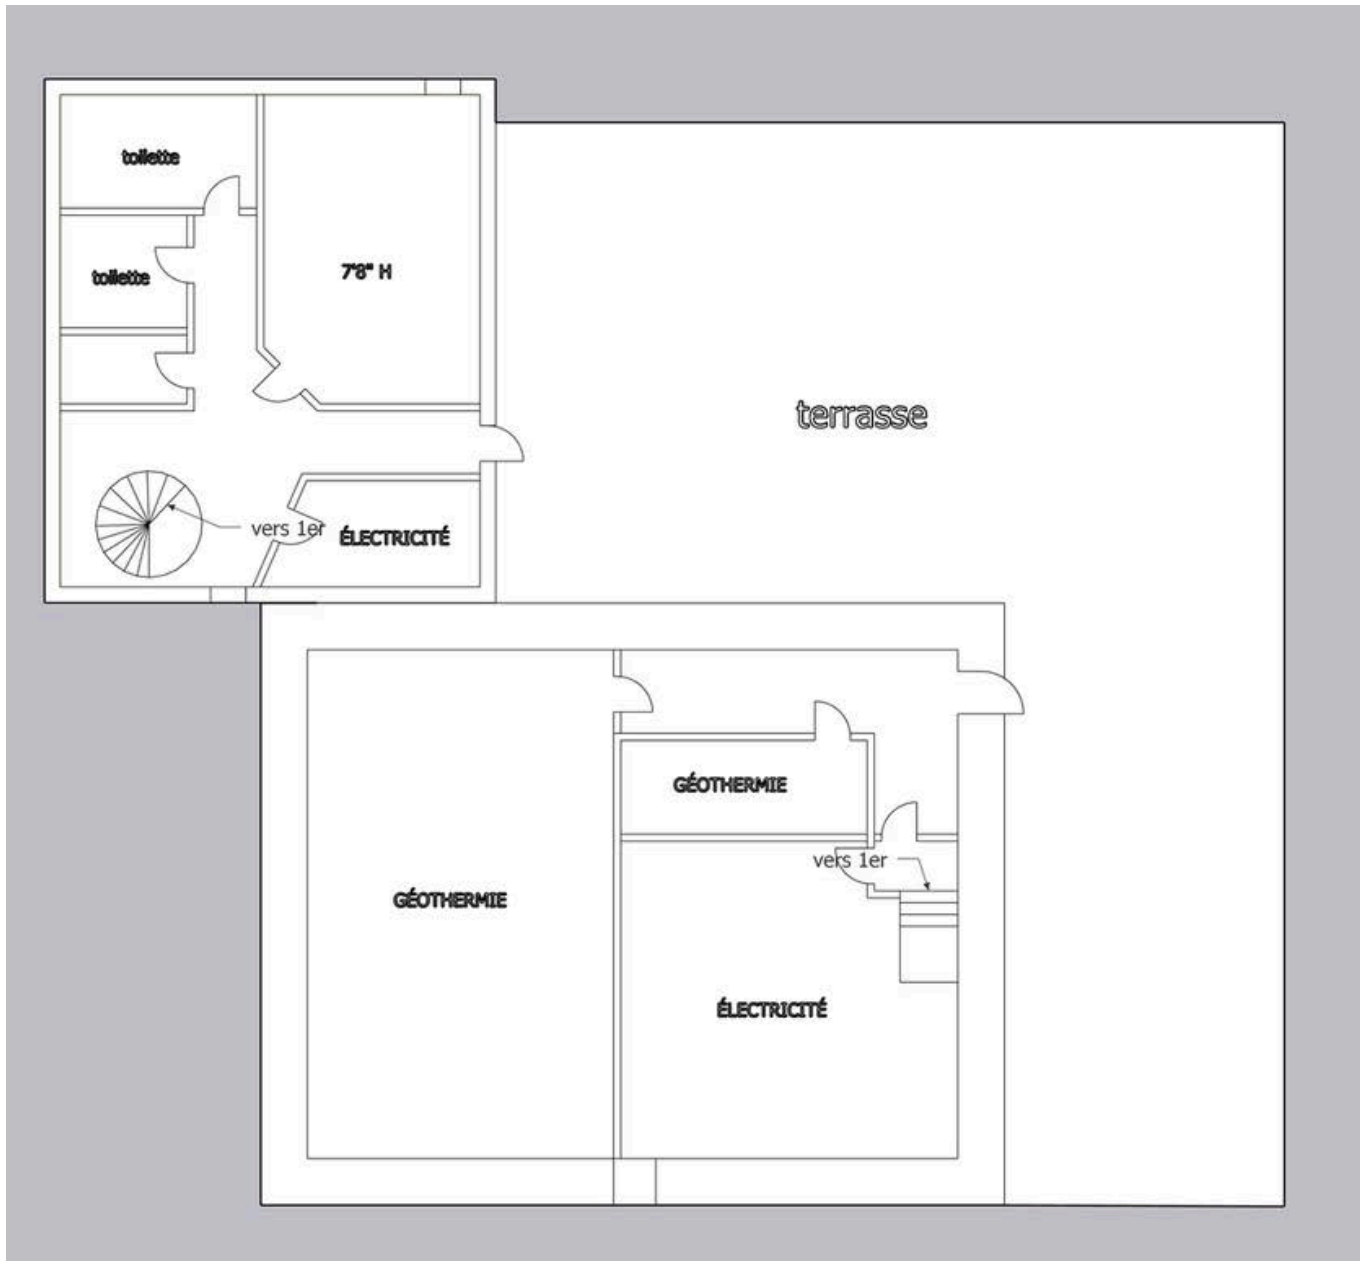 toilette
toilette
7'8" H
terrasse
vers 1er
ÉLECTRICITÉ
GÉOTHERMIE
vers 1er
GÉOTHERMIE
ÉLECTRICITÉ